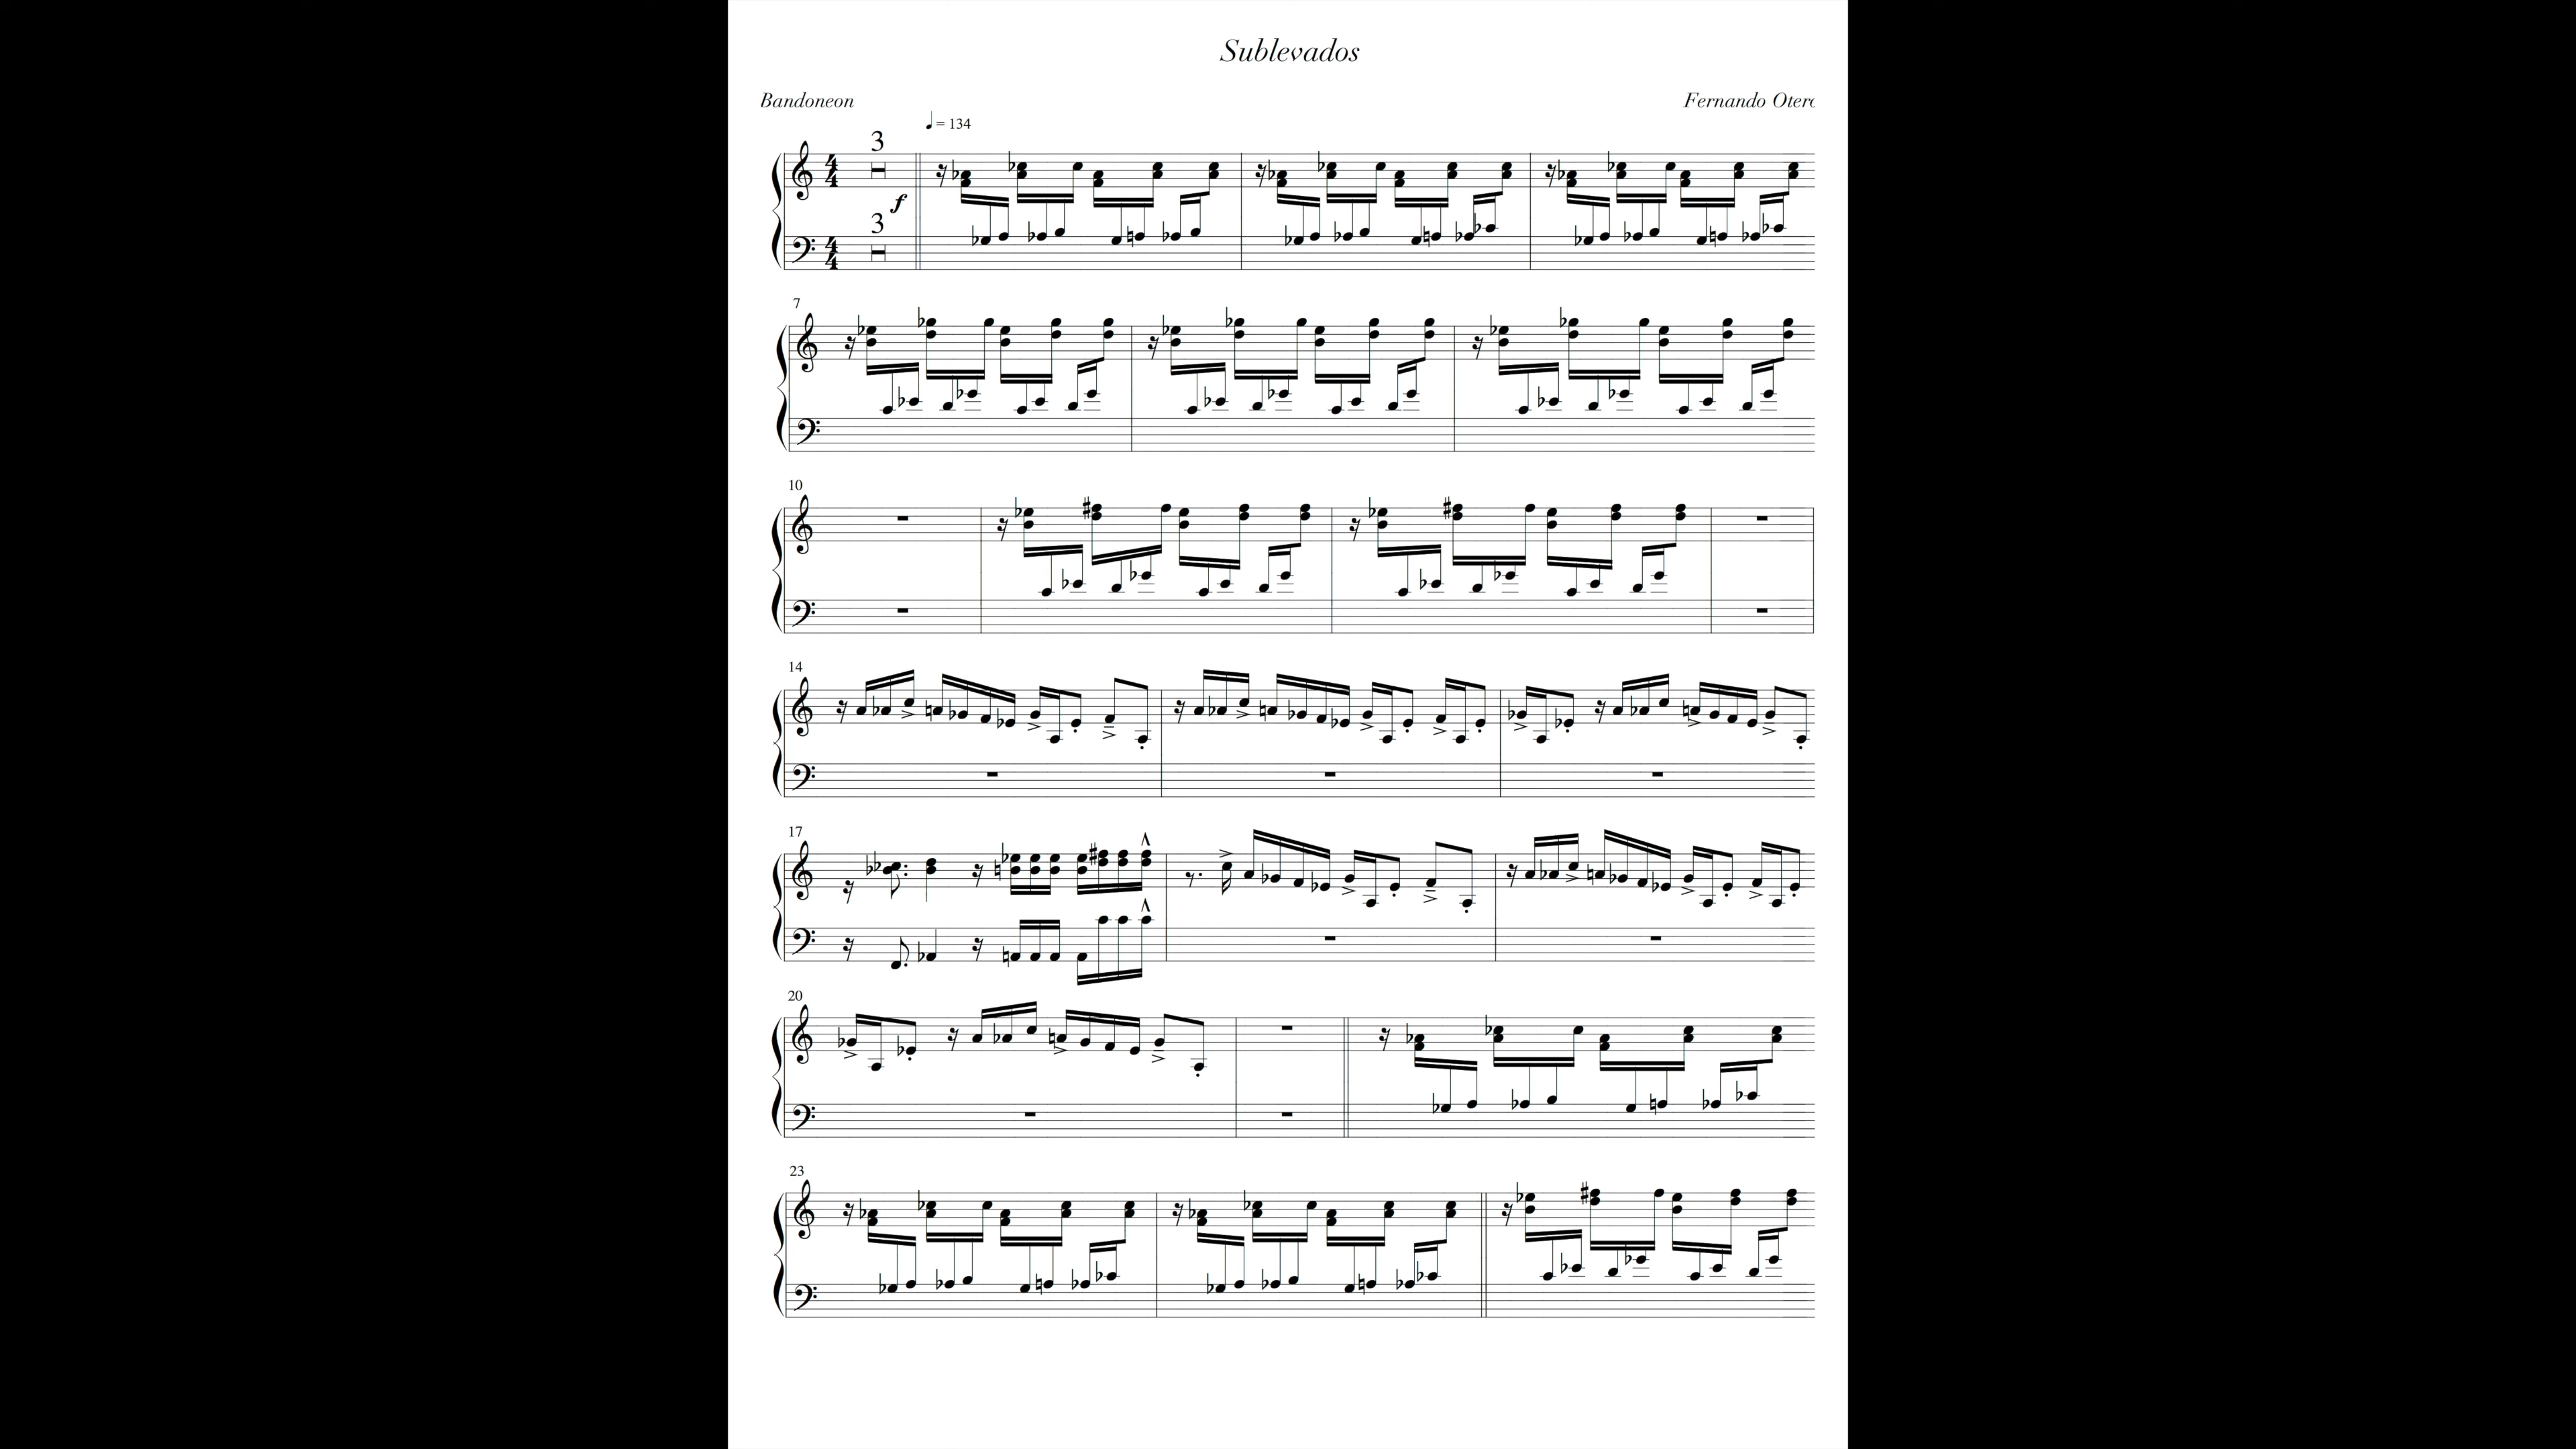 Sublevados
Bandoneon
Fernando Oterc
= 134
3
f
3
7
10
14
17
20
23